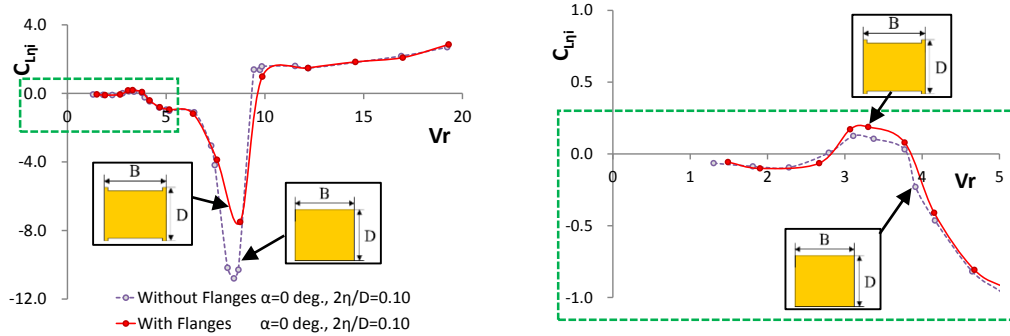 4.0
0.0
-4.0
-8.0
-12.0
C_Lηi
0 5 10 15 20
Vr
B
D
B
D
Without Flanges α=0 deg., 2η/D=0.10
With Flanges α=0 deg., 2η/D=0.10
1.0
0.5
0.0
-0.5
-1.0
C_Lηi
0 1 2 3 4 5
Vr
B
D
B
D